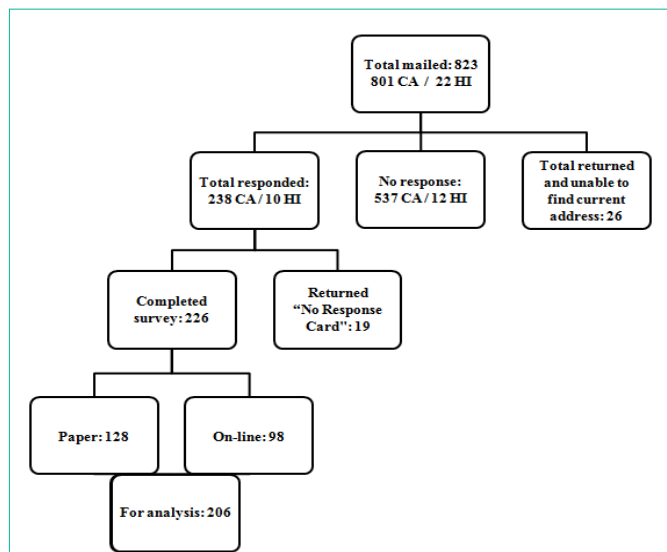 Total mailed: 823
801 CA / 22 HI
Total responded:
238 CA / 10 HI
No response:
537 CA / 12 HI
Total returned
and unable to
find current
address: 26
Completed
survey: 226
Returned
“No Response
Card”: 19
Paper: 128
On-line: 98
For analysis: 206